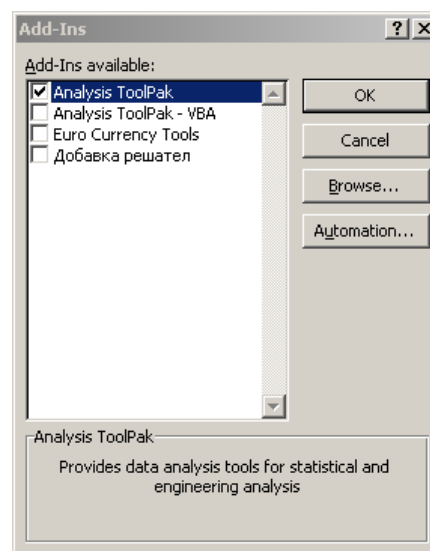 Add-Ins
Add-Ins available:
Analysis ToolPak
Analysis ToolPak - VBA
Euro Currency Tools
Добавка решател
OK
Cancel
Browse...
Automation...
Analysis ToolPak
Provides data analysis tools for statistical and
engineering analysis